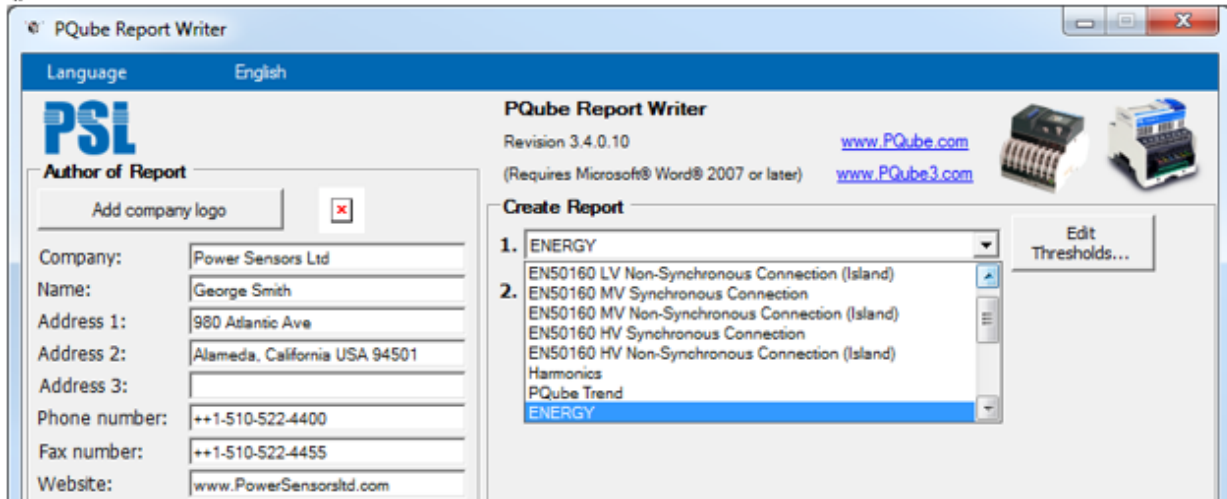 PQube Report Writer
Language English
PSL
PQube Report Writer
Revision 3.4.0.10 www.PQube.com
(Requires Microsoft® Word® 2007 or later) www.PQube3.com
Author of Report
Add company logo
Company: Power Sensors Ltd
Name: George Smith
Address 1: 980 Atlantic Ave
Address 2: Alameda, California USA 94501
Address 3:
Phone number: ++1-510-522-4400
Fax number: ++1-510-522-4455
Website: www.PowerSensorsltd.com
Create Report
1. ENERGY
Edit
Thresholds...
2.
EN50160 LV Non-Synchronous Connection (Island)
EN50160 MV Synchronous Connection
EN50160 MV Non-Synchronous Connection (Island)
EN50160 HV Synchronous Connection
EN50160 HV Non-Synchronous Connection (Island)
Harmonics
PQube Trend
ENERGY